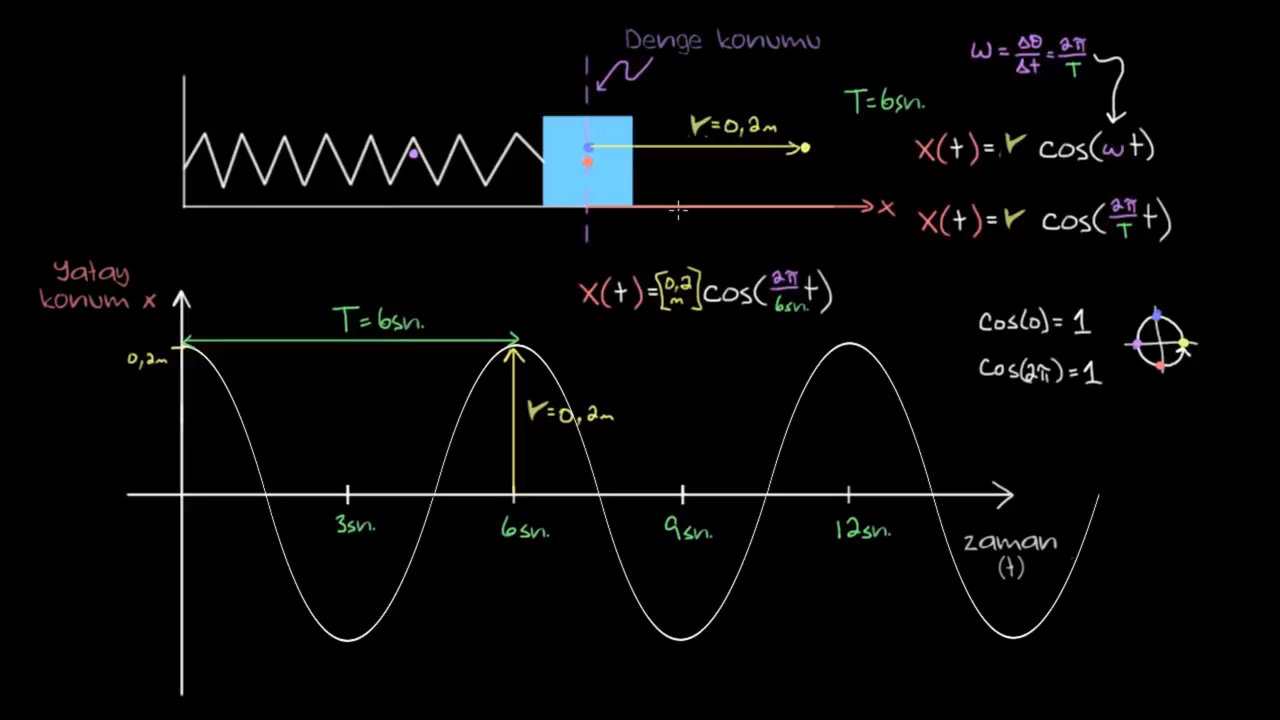 Denge konumu
ω = Δθ/Δt = 2π/T
T=6sn.
r=0,2m
x(t)= r cos(ωt)
x
x(t)= r cos(2π/T t)
Yatay
konum x
x(t)=[0,2 m]cos(2π/6sn. t)
T=6sn.
cos(0)=1
0,2m
cos(2π)=1
r=0,2m
3sn. 6sn. 9sn. 12sn.
zaman
(t)